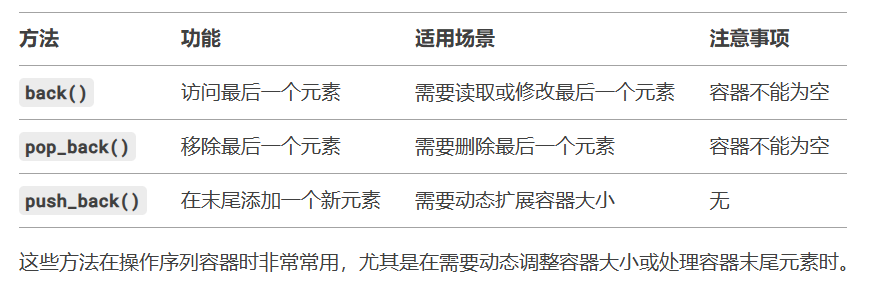 方法 功能 适用场景 注意事项
back() 访问最后一个元素 需要读取或修改最后一个元素 容器不能为空
pop_back() 移除最后一个元素 需要删除最后一个元素 容器不能为空
push_back() 在末尾添加一个新元素 需要动态扩展容器大小 无
这些方法在操作序列容器时非常常用，尤其是在需要动态调整容器大小或处理容器末尾元素时。